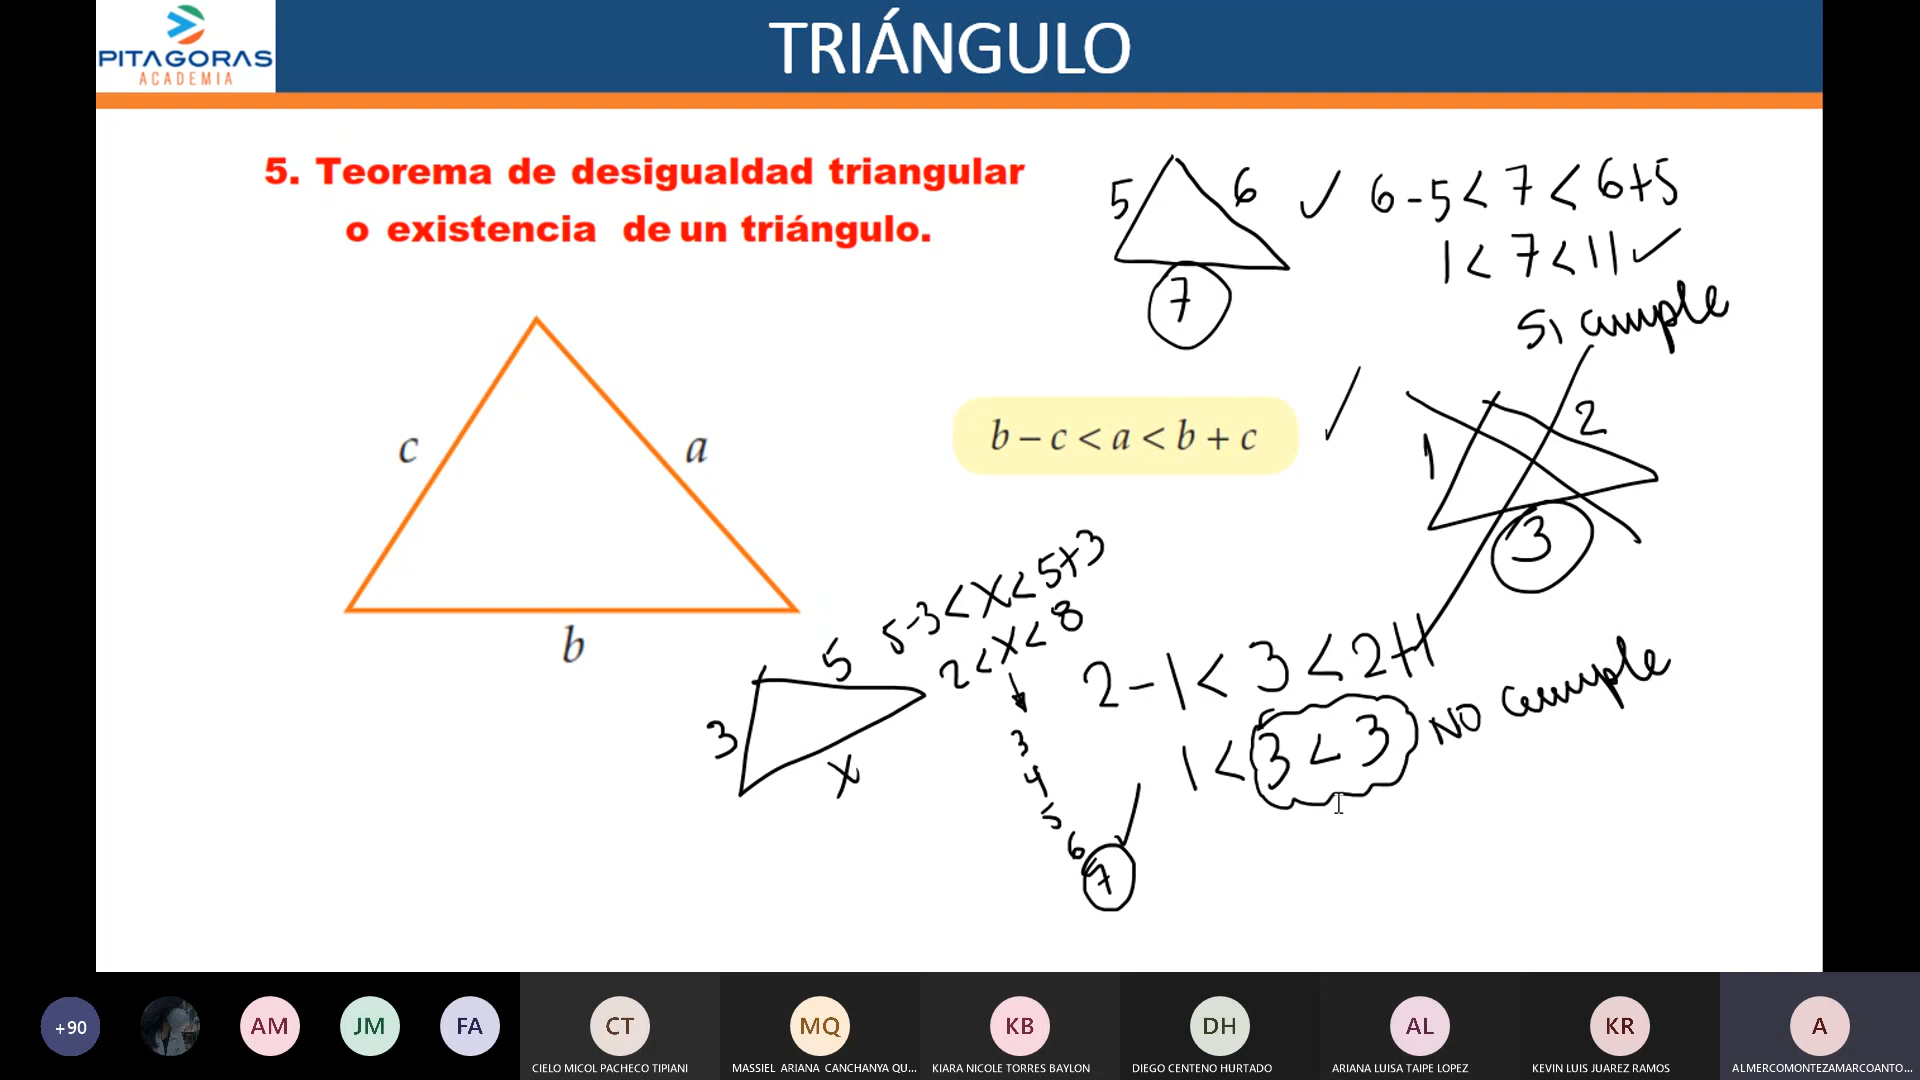 PITAGORAS
ACADEMIA
TRIÁNGULO
5. Teorema de desigualdad triangular
o existencia de un triángulo.
5
6
7
✓ 6-5<7<6+5
1<7<11 ✓
Si cumple
c
a
b
b – c < a < b + c
1
2
3
5-3<x<5+3
2<x<8
3
5
x
3
4
5
6
7
2-1<3<2+1
1<3<3
NO cumple
+90
AM
JM
FA
CT
MQ
KB
DH
AL
KR
A
CIELO MICOL PACHECO TIPIANI
MASSIEL ARIANA CANCHANYA QU...
KIARA NICOLE TORRES BAYLON
DIEGO CENTENO HURTADO
ARIANA LUISA TAIPE LOPEZ
KEVIN LUIS JUAREZ RAMOS
ALMERCOMONTEZAMARCOANTO...